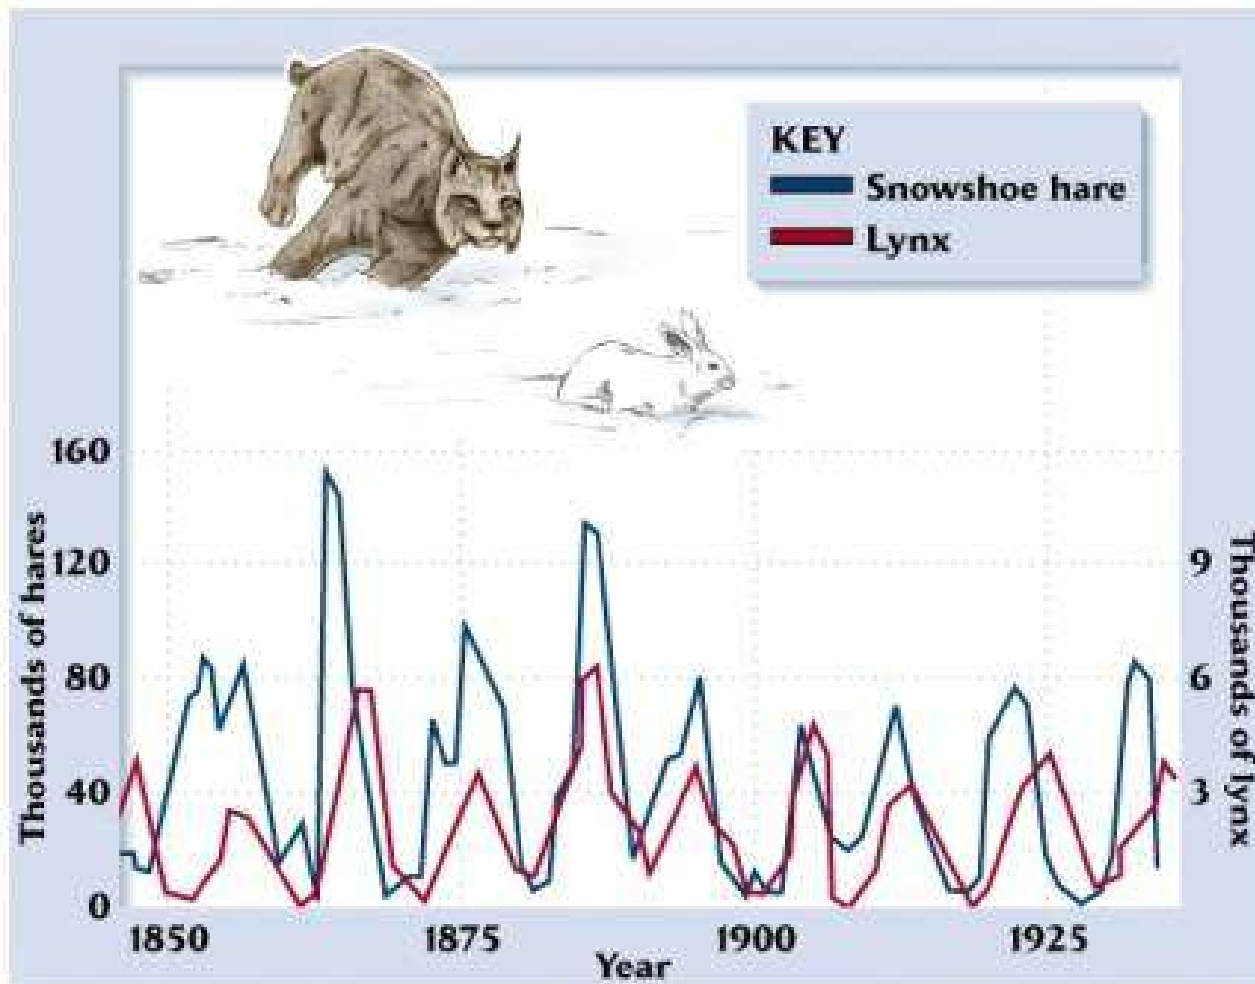 KEY
Snowshoe hare
Lynx
160
120
80
40
0
Thousands of hares
9
6
3
Thousands of lynx
1850 1875 1900 1925
Year